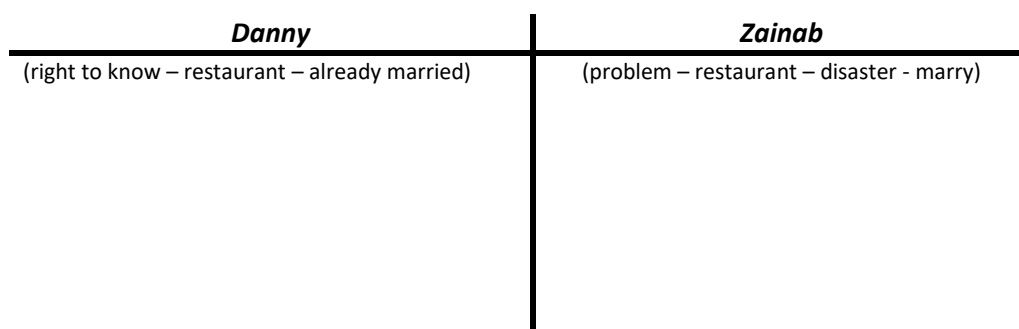 Danny
Zainab
(right to know – restaurant – already married)
(problem – restaurant – disaster - marry)